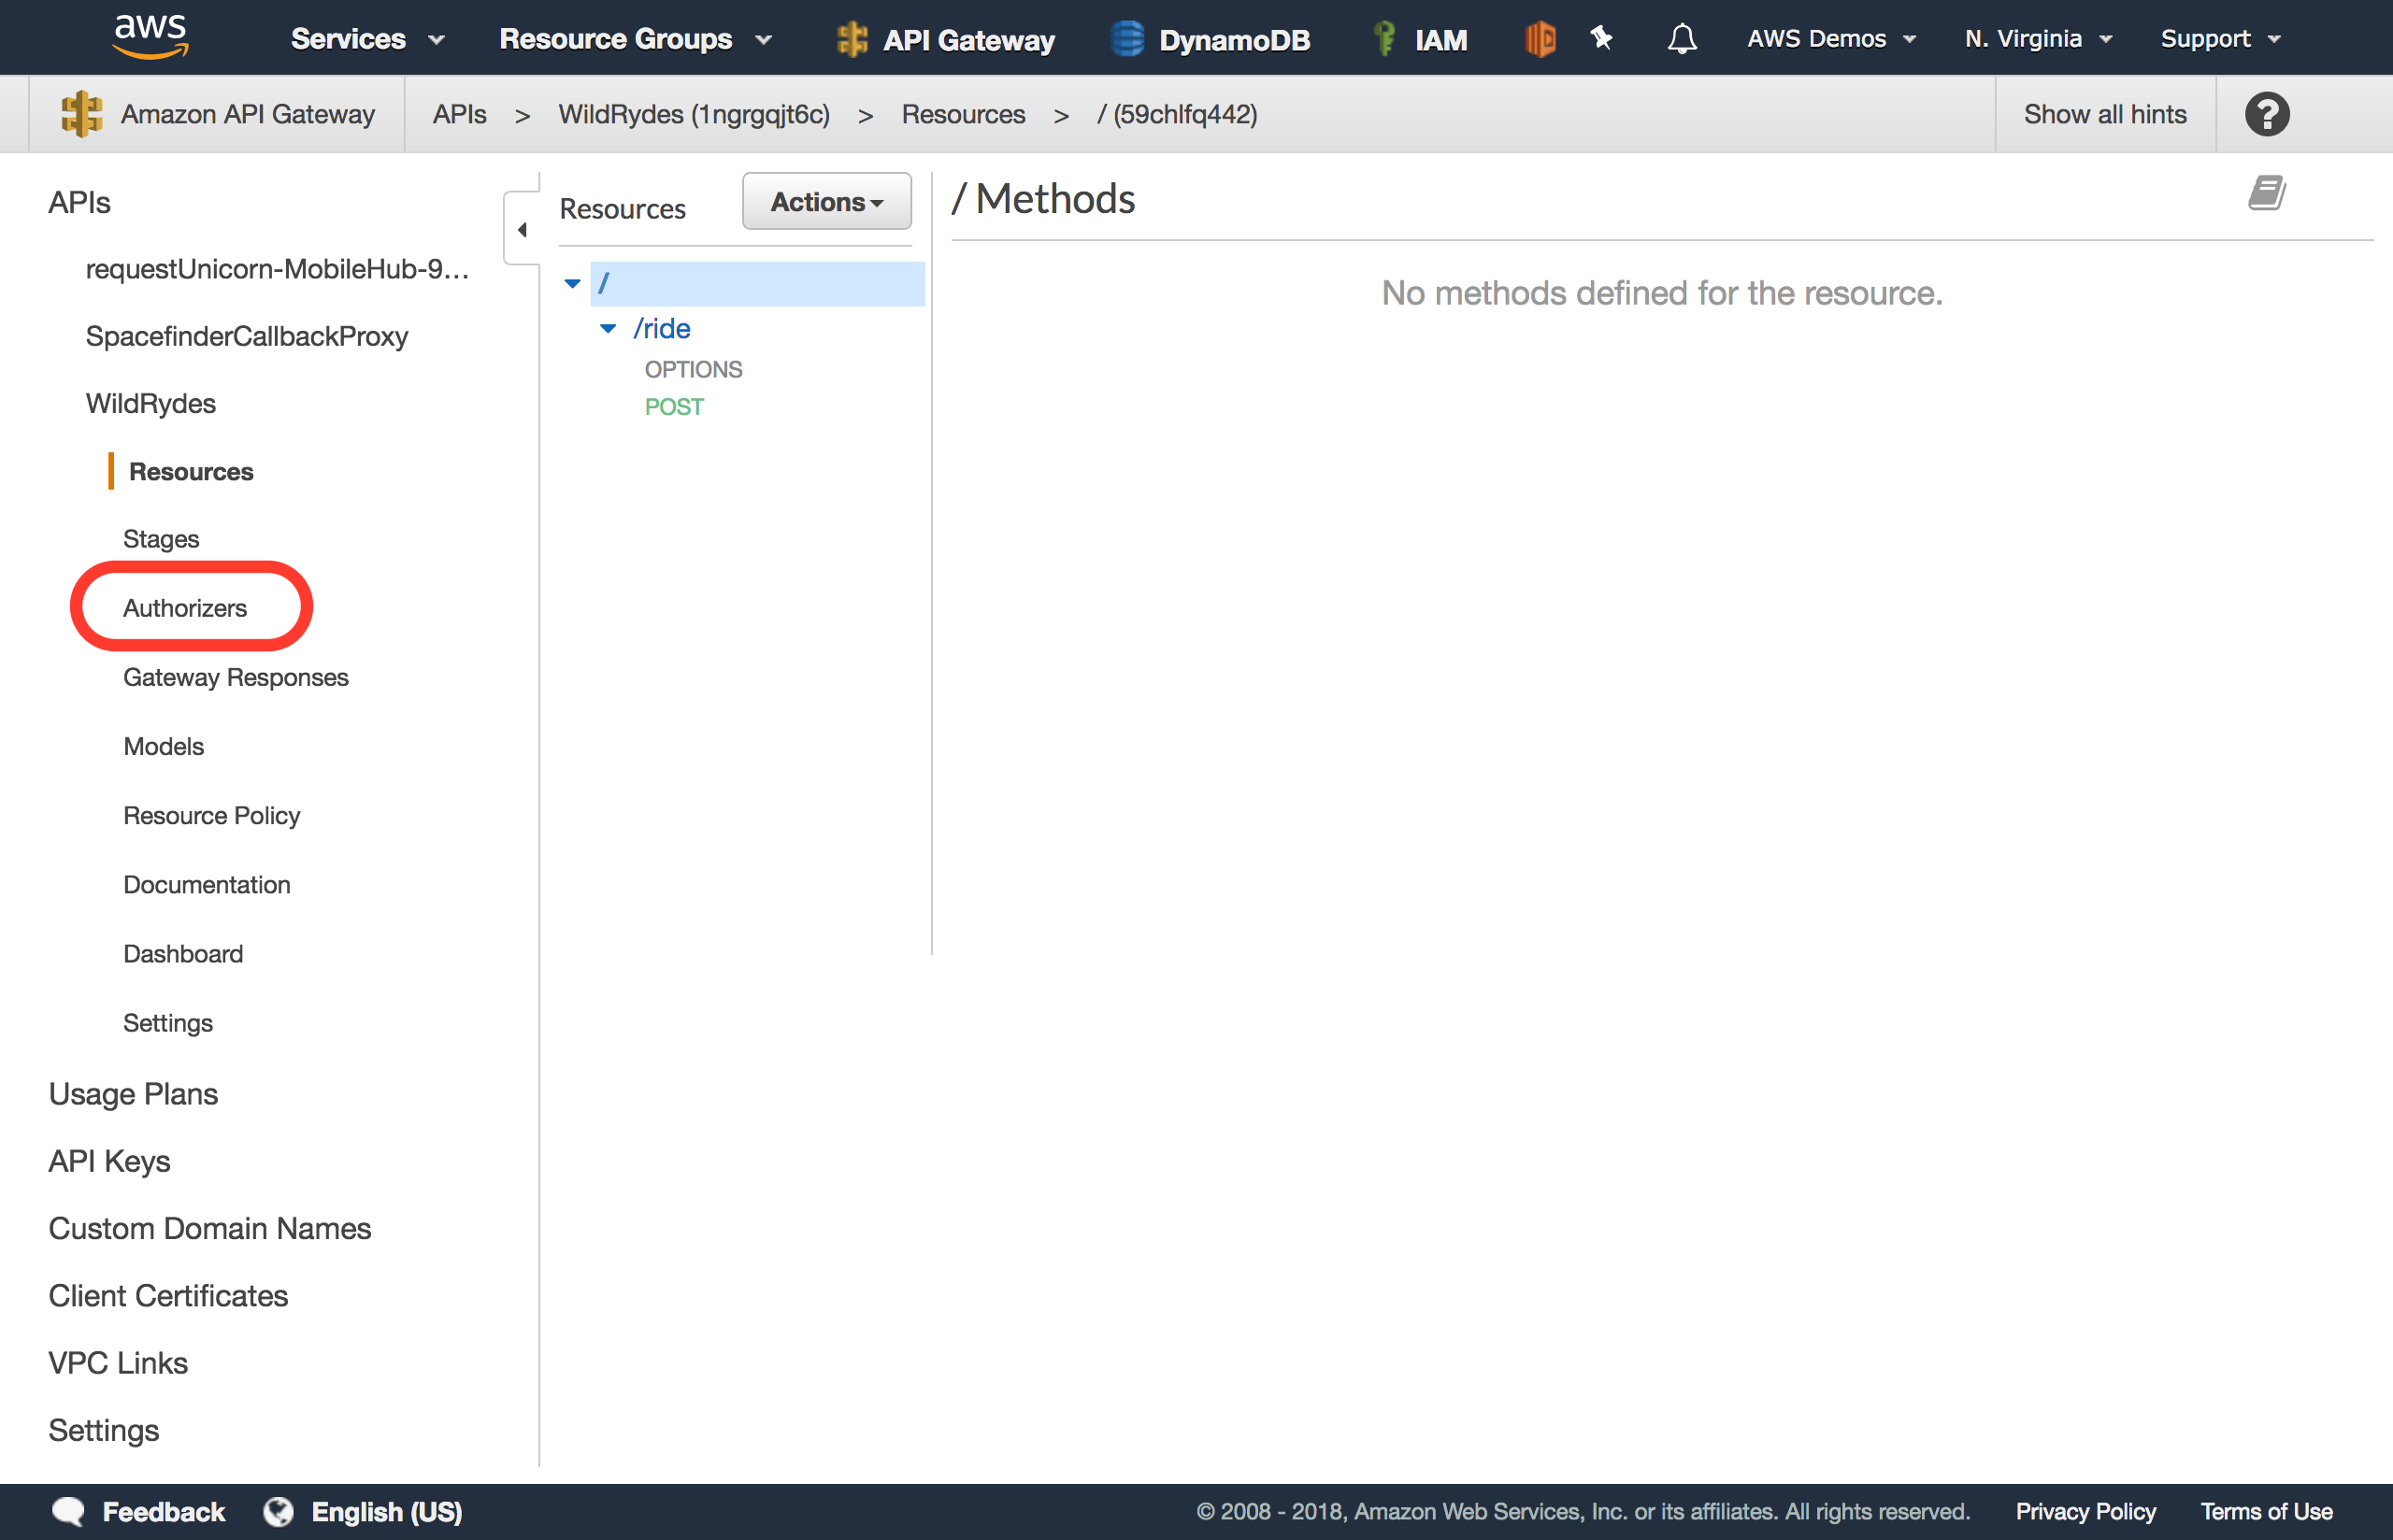 aws Services Resource Groups API Gateway DynamoDB IAM AWS Demos N. Virginia Support
Amazon API Gateway APIs > WildRydes (1ngrgqjt6c) > Resources > / (59chlfq442) Show all hints ?
APIs
requestUnicorn-MobileHub-9...
SpacefinderCallbackProxy
WildRydes
Resources
Stages
Authorizers
Gateway Responses
Models
Resource Policy
Documentation
Dashboard
Settings
Usage Plans
API Keys
Custom Domain Names
Client Certificates
VPC Links
Settings
Resources Actions
/
/ride
OPTIONS
POST
/ Methods
No methods defined for the resource.
Feedback English (US) © 2008 - 2018, Amazon Web Services, Inc. or its affiliates. All rights reserved. Privacy Policy Terms of Use